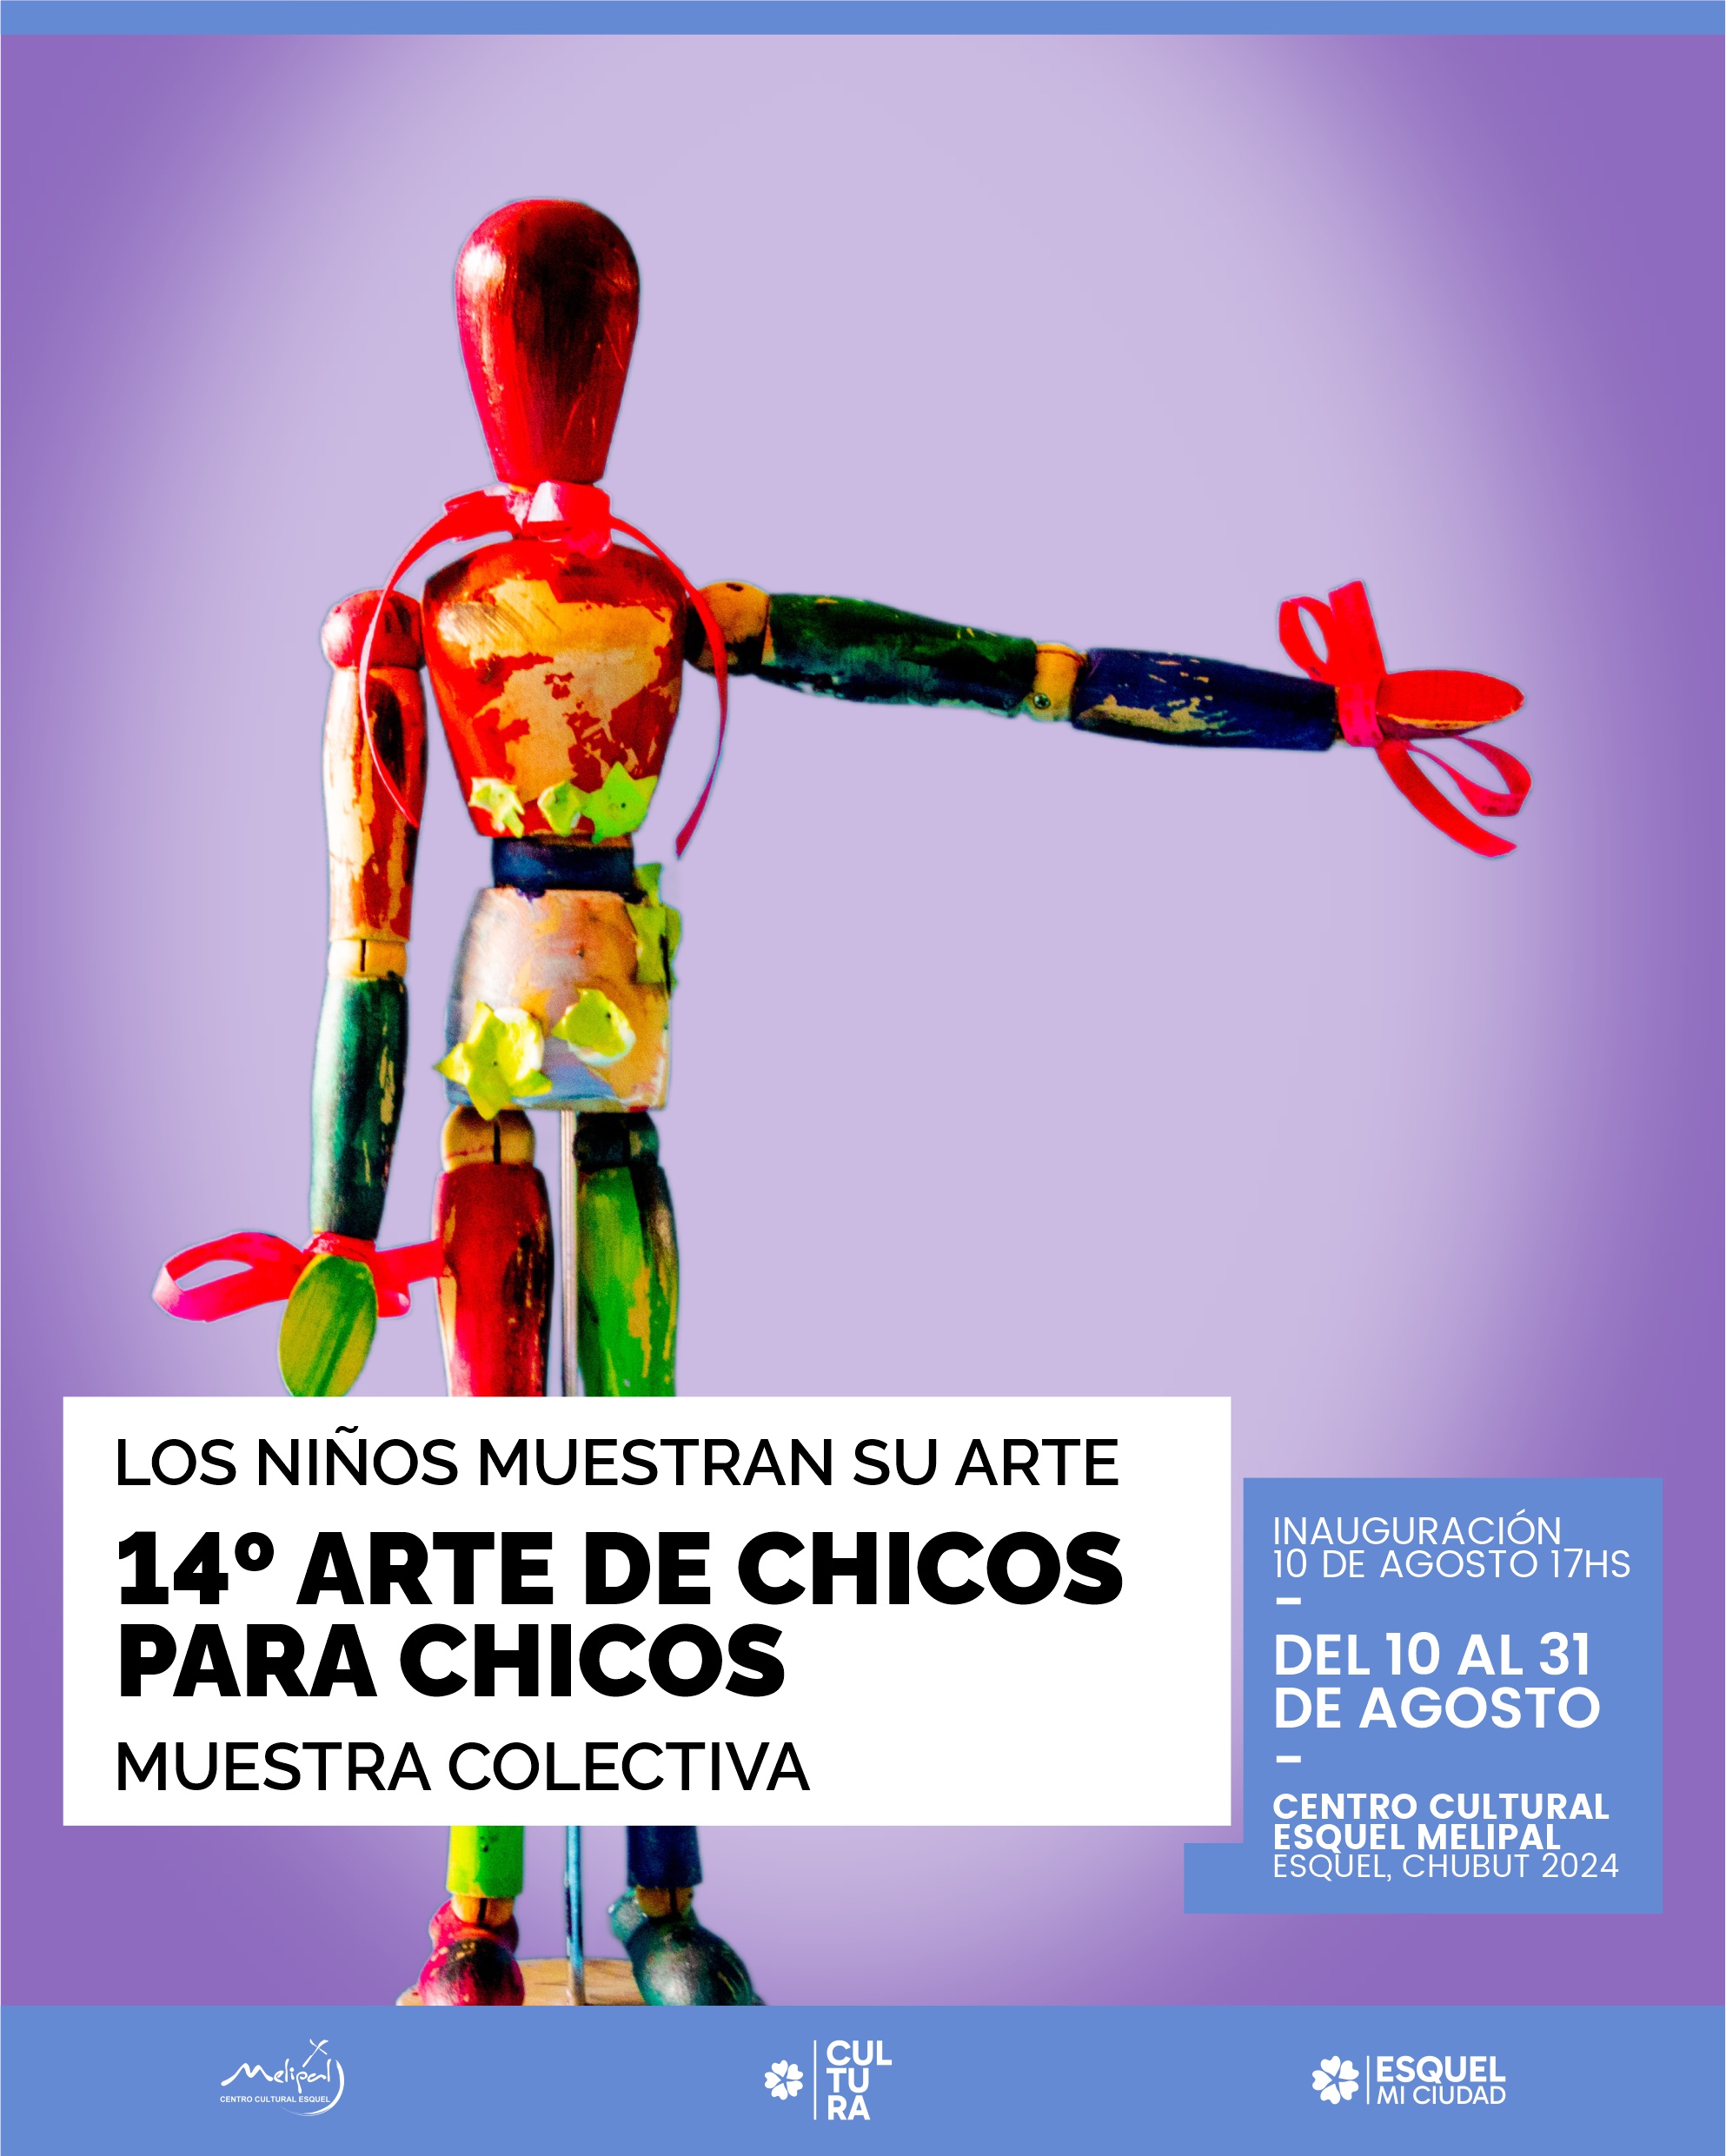 LOS NIÑOS MUESTRAN SU ARTE
14º ARTE DE CHICOS
PARA CHICOS
MUESTRA COLECTIVA
INAUGURACIÓN
10 DE AGOSTO 17HS
-
DEL 10 AL 31
DE AGOSTO
-
CENTRO CULTURAL
ESQUEL MELIPAL
ESQUEL, CHUBUT 2024
Melipal
CENTRO CULTURAL ESQUEL
CUL
TU
RA
ESQUEL
MI CIUDAD